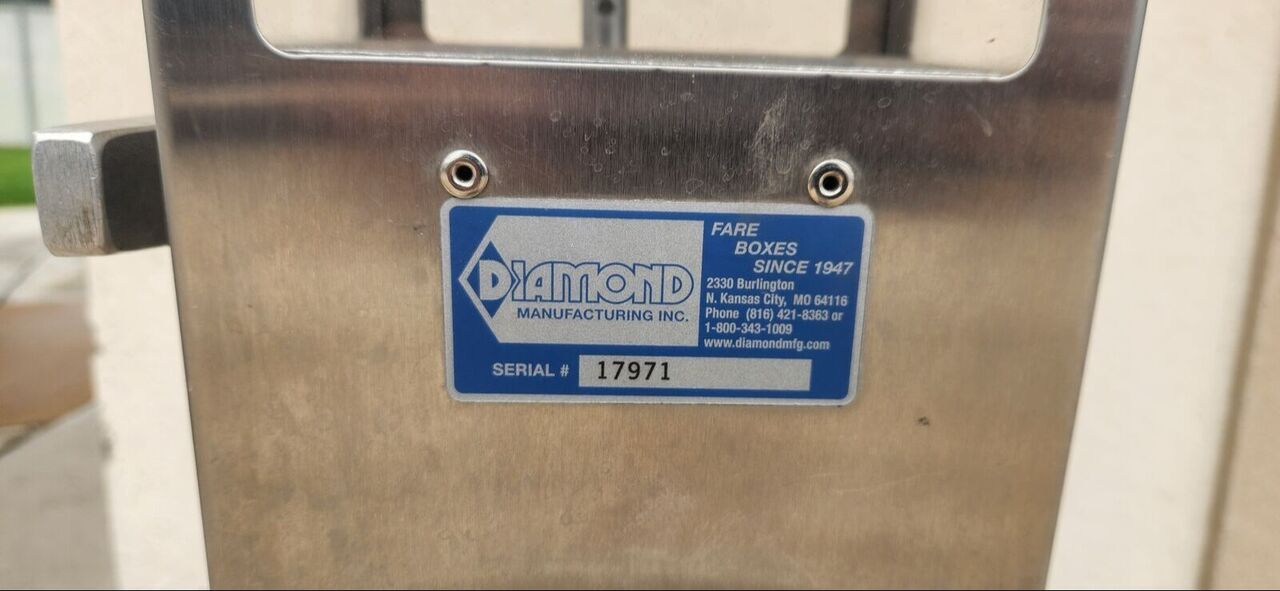 DIAMOND
MANUFACTURING INC.
FARE
BOXES
SINCE 1947
2330 Burlington
N. Kansas City, MO 64116
Phone (816) 421-8363 or
1-800-343-1009
www.diamondmfg.com
SERIAL # 17971